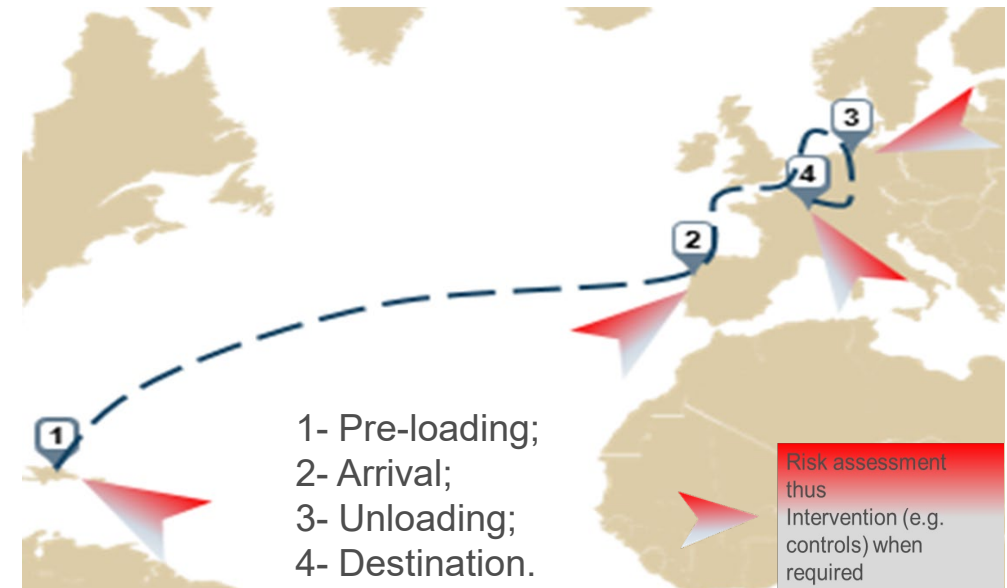 3
4
2
1
1- Pre-loading;
2- Arrival;
3- Unloading;
4- Destination.
Risk assessment
thus
Intervention (e.g.
controls) when
required